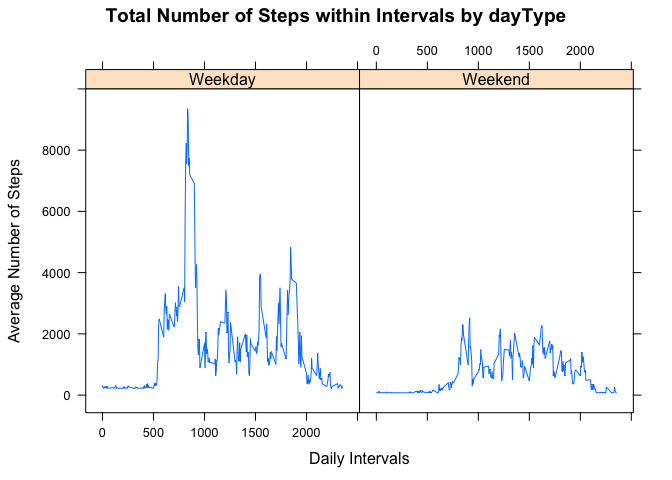 Total Number of Steps within Intervals by dayType
0 500 1000 1500 2000
Weekday Weekend
8000
6000
4000
2000
0
Average Number of Steps
0 500 1000 1500 2000
Daily Intervals